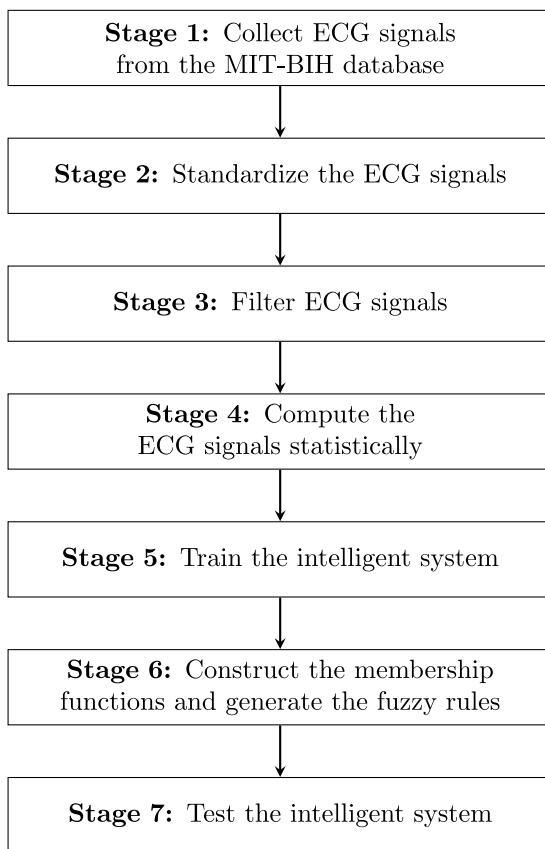 Stage 1: Collect ECG signals
from the MIT-BIH database
Stage 2: Standardize the ECG signals
Stage 3: Filter ECG signals
Stage 4: Compute the
ECG signals statistically
Stage 5: Train the intelligent system
Stage 6: Construct the membership
functions and generate the fuzzy rules
Stage 7: Test the intelligent system